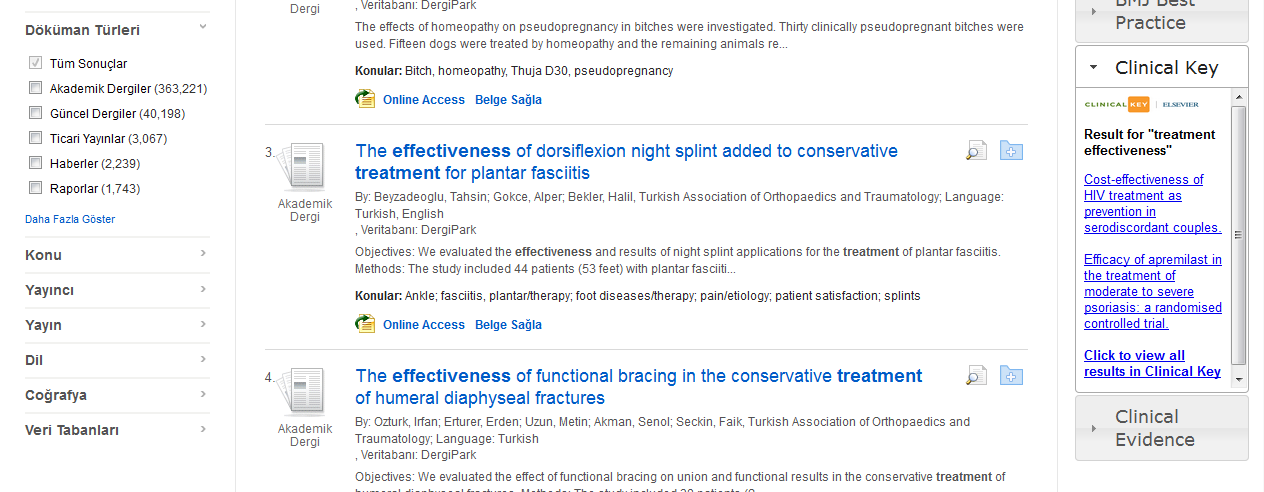 Döküman Türleri
Tüm Sonuçlar
Akademik Dergiler (363,221)
Güncel Dergiler (40,198)
Ticari Yayınlar (3,067)
Haberler (2,239)
Raporlar (1,743)
Daha Fazla Göster
Konu
Yayıncı
Yayın
Dil
Coğrafya
Veri Tabanları
Dergi
, Veritabanı: DergiPark
The effects of homeopathy on pseudopregnancy in bitches were investigated. Thirty clinically pseudopregnant bitches were
used. Fifteen dogs were treated by homeopathy and the remaining animals re...
Konular: Bitch, homeopathy, Thuja D30, pseudopregnancy
Online Access Belge Sağla
3.
Akademik
Dergi
The effectiveness of dorsiflexion night splint added to conservative
treatment for plantar fasciitis
By: Beyzadeoglu, Tahsin; Gokce, Alper; Bekler, Halil, Turkish Association of Orthopaedics and Traumatology; Language:
Turkish, English
, Veritabanı: DergiPark
Objectives: We evaluated the effectiveness and results of night splint applications for the treatment of plantar fasciitis.
Methods: The study included 44 patients (53 feet) with plantar fasciiti...
Konular: Ankle; fasciitis, plantar/therapy; foot diseases/therapy; pain/etiology; patient satisfaction; splints
Online Access Belge Sağla
4.
Akademik
Dergi
The effectiveness of functional bracing in the conservative treatment
of humeral diaphyseal fractures
By: Ozturk, Irfan; Erturer, Erden; Uzun, Metin; Akman, Senol; Seckin, Faik, Turkish Association of Orthopaedics and
Traumatology; Language: Turkish
, Veritabanı: DergiPark
Objectives: We evaluated the effect of functional bracing on union and functional results in the conservative treatment of
humeral diaphyseal fractures. Methods: The study included
BMJ Best
Practice
Clinical Key
CLINICAL KEY | ELSEVIER
Result for "treatment
effectiveness"
Cost-effectiveness of
HIV treatment as
prevention in
serodiscordant couples.
Efficacy of apremilast in
the treatment of
moderate to severe
psoriasis: a randomised
controlled trial.
Click to view all
results in Clinical Key
Clinical
Evidence